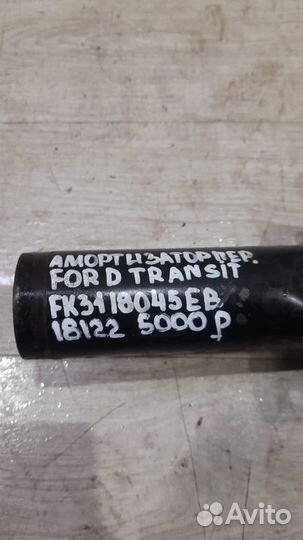 АМОРТИЗАТОР ПЕР.
FORD TRANSIT
FK3118045EB
18122 5000 Р
Avito